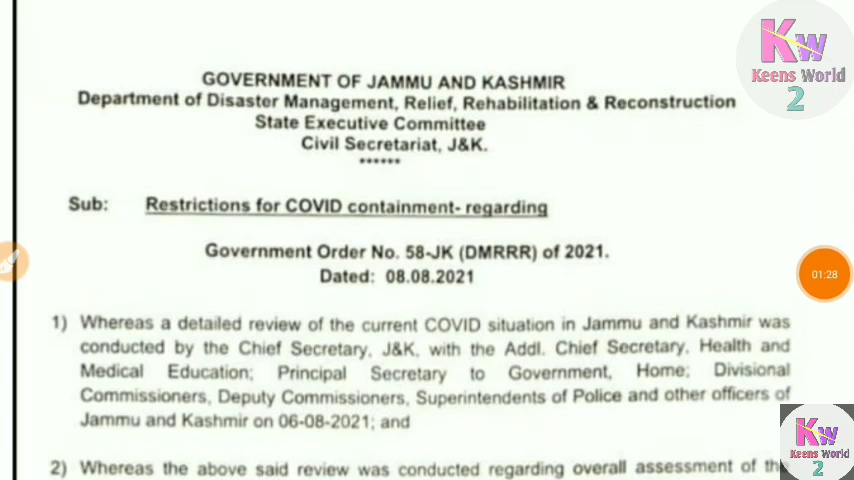 Kw
Keens World
2
GOVERNMENT OF JAMMU AND KASHMIR
Department of Disaster Management, Relief, Rehabilitation & Reconstruction
State Executive Committee
Civil Secretariat, J&K.
******
Sub: Restrictions for COVID containment- regarding
Government Order No. 58-JK (DMRRR) of 2021.
Dated: 08.08.2021
01:28
1) Whereas a detailed review of the current COVID situation in Jammu and Kashmir was
conducted by the Chief Secretary, J&K, with the Addl. Chief Secretary, Health and
Medical Education; Principal Secretary to Government, Home; Divisional
Commissioners, Deputy Commissioners, Superintendents of Police and other officers of
Jammu and Kashmir on 06-08-2021; and
2) Whereas the above said review was conducted regarding overall assessment of the
Kw
Keens World
2